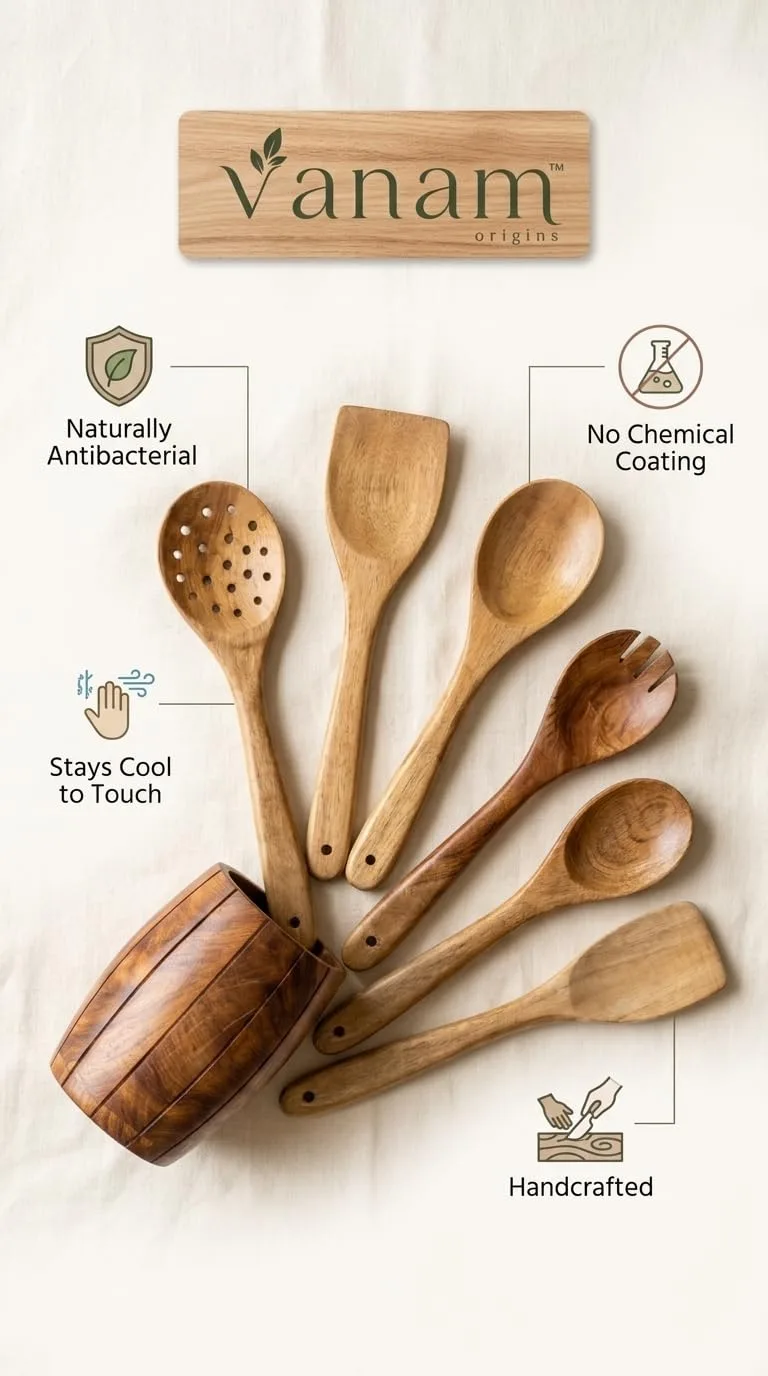 vanam™
origins
Naturally
Antibacterial
No Chemical
Coating
Stays Cool
to Touch
Handcrafted